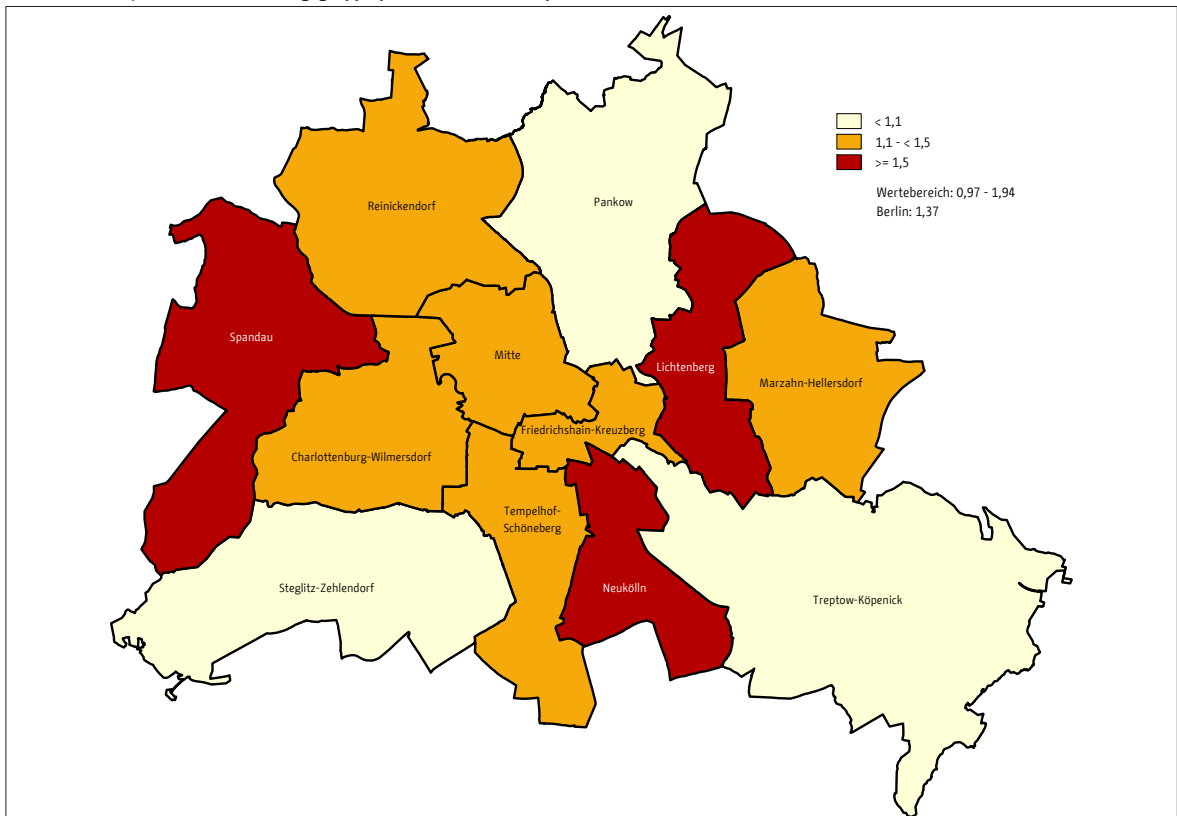 < 1,1
1,1 - < 1,5
>= 1,5
Wertebereich: 0,97 - 1,94
Berlin: 1,37
Pankow
Reinickendorf
Spandau
Mitte
Lichtenberg
Marzahn-Hellersdorf
Friedrichshain-Kreuzberg
Charlottenburg-Wilmersdorf
Tempelhof-
Schöneberg
Steglitz-Zehlendorf
Neukölln
Treptow-Köpenick